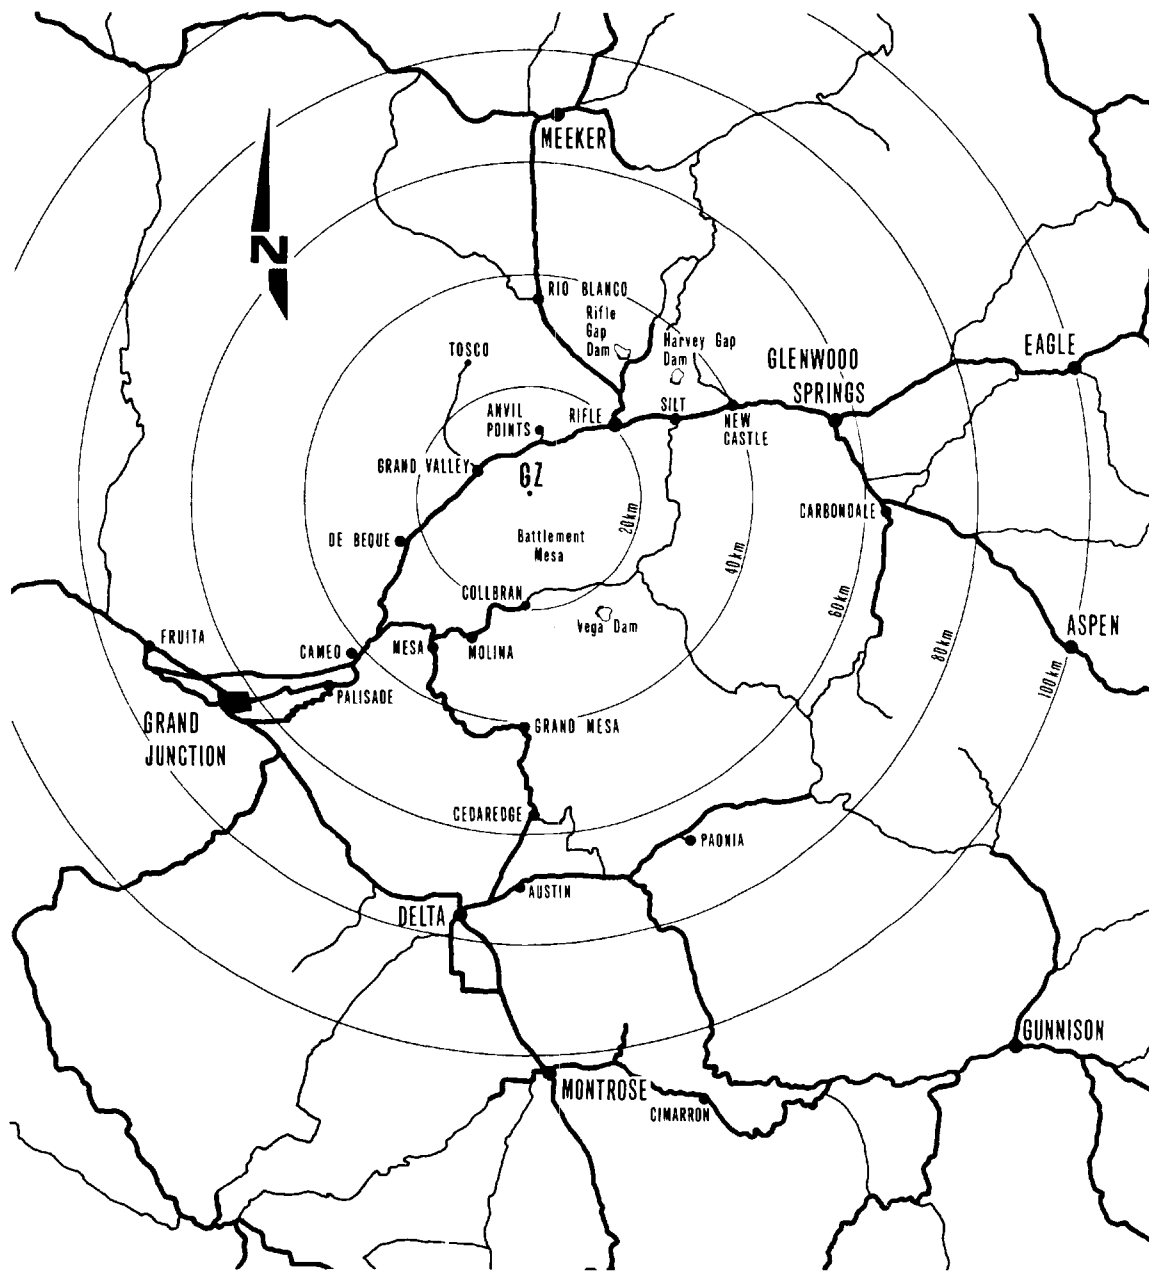 MEEKER
N
RIO BLANCO
Rifle
Gap
Dam
Harvey Gap
Dam
TOSCO
GLENWOOD
SPRINGS
EAGLE
ANVIL
POINTS
RIFLE
SILT
NEW
CASTLE
GRAND VALLEY
GZ
20km
CARBONDALE
DE BEQUE
Battlement
Mesa
40km
COLLBRAN
60km
Vega Dam
ASPEN
FRUITA
CAMEO
MESA
MOLINA
80km
100km
PALISADE
GRAND
JUNCTION
GRAND MESA
CEDAREDGE
PAONIA
AUSTIN
DELTA
GUNNISON
MONTROSE
CIMARRON